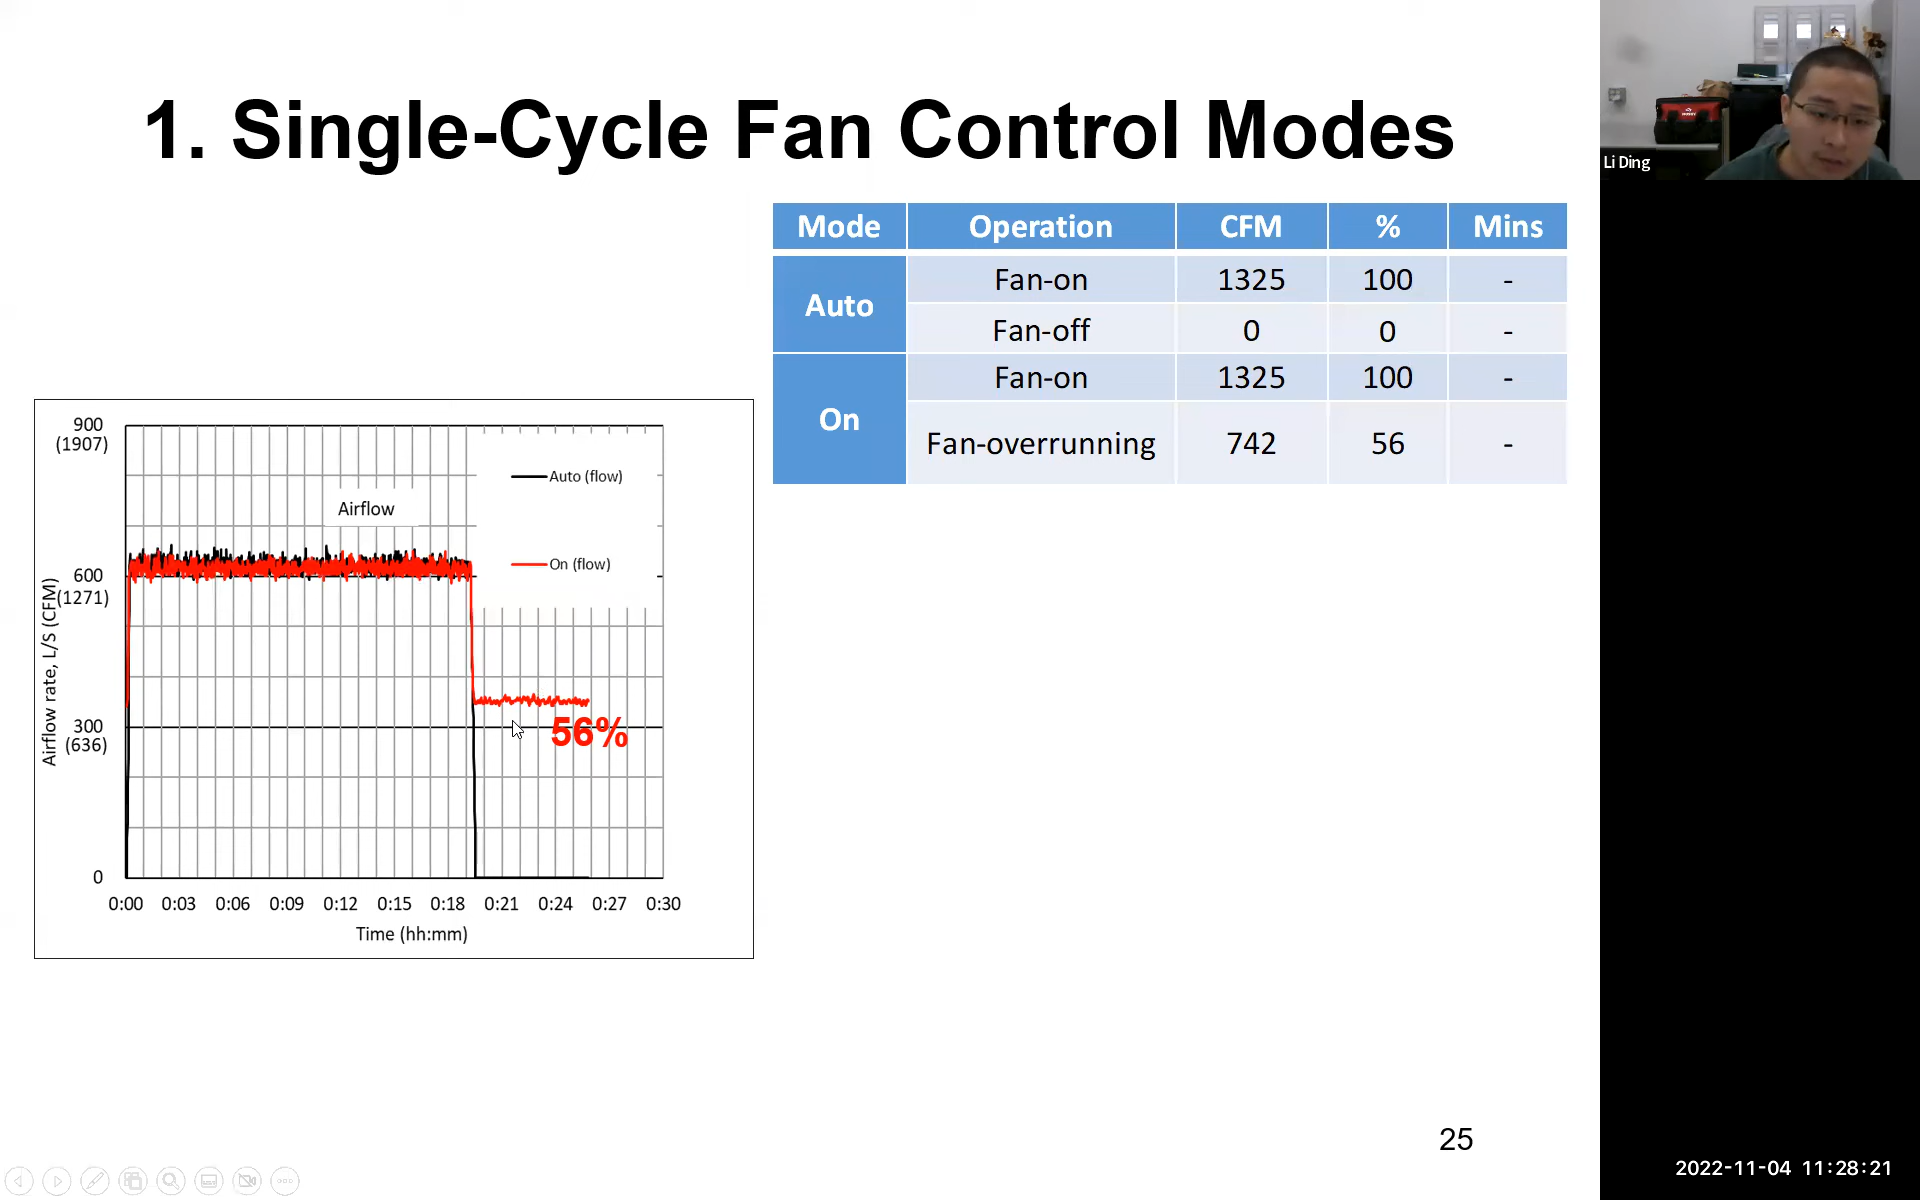 1. Single-Cycle Fan Control Modes
Li Ding
Mode Operation CFM % Mins
Auto
Fan-on 1325 100 -
Fan-off 0 0 -
On
Fan-on 1325 100 -
Fan-overrunning 742 56 -
900
(1907)
600
(1271)
300
(636)
0
Airflow rate, L/S (CFM)
Airflow
Auto (flow)
On (flow)
56%
0:00 0:03 0:06 0:09 0:12 0:15 0:18 0:21 0:24 0:27 0:30
Time (hh:mm)
25
2022-11-04 11:28:21